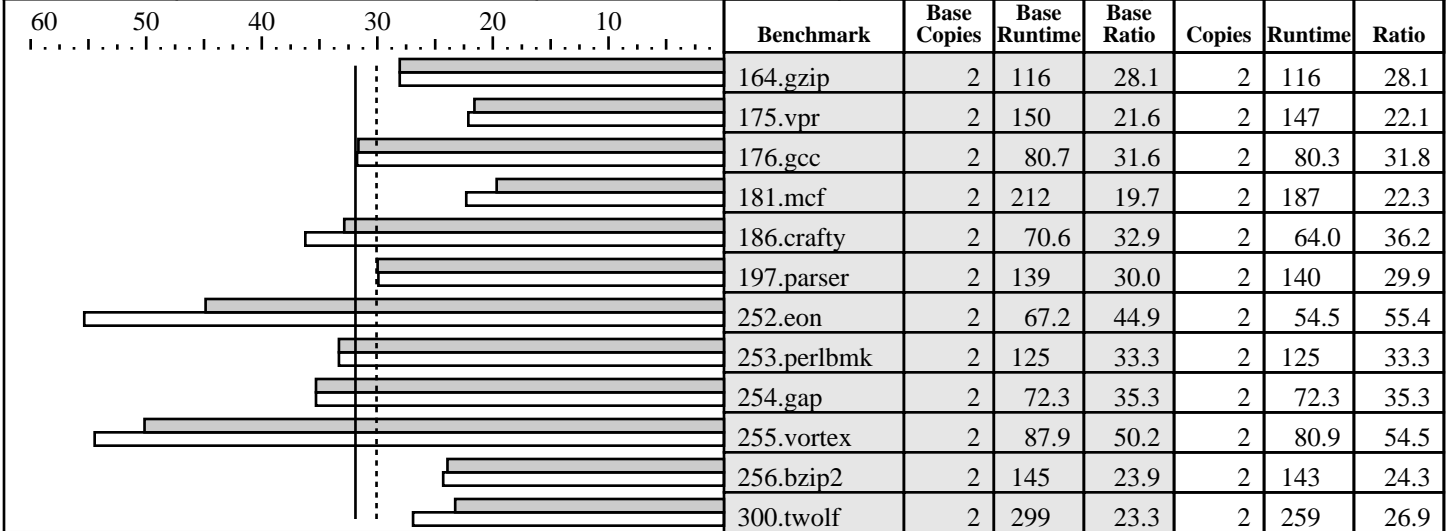 60 50 40 30 20 10
Benchmark Base Copies Base Runtime Base Ratio Copies Runtime Ratio
164.gzip 2 116 28.1 2 116 28.1
175.vpr 2 150 21.6 2 147 22.1
176.gcc 2 80.7 31.6 2 80.3 31.8
181.mcf 2 212 19.7 2 187 22.3
186.crafty 2 70.6 32.9 2 64.0 36.2
197.parser 2 139 30.0 2 140 29.9
252.eon 2 67.2 44.9 2 54.5 55.4
253.perlbmk 2 125 33.3 2 125 33.3
254.gap 2 72.3 35.3 2 72.3 35.3
255.vortex 2 87.9 50.2 2 80.9 54.5
256.bzip2 2 145 23.9 2 143 24.3
300.twolf 2 299 23.3 2 259 26.9